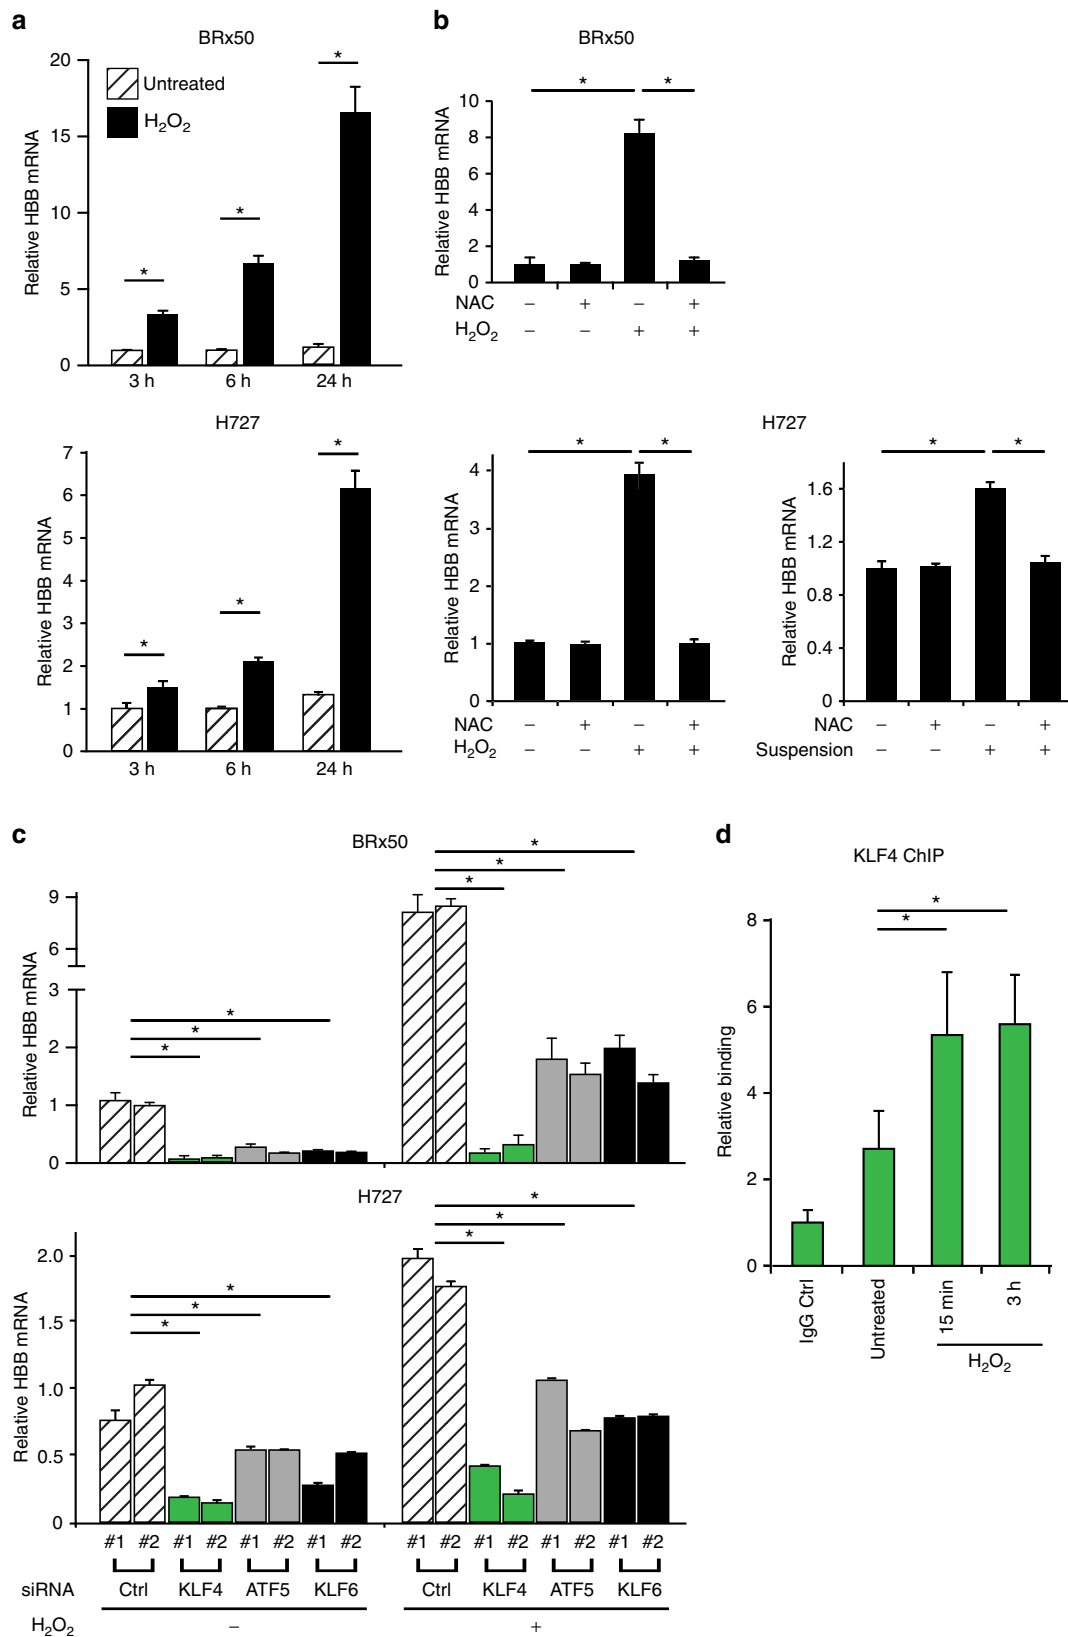 a
BRx50
Relative HBB mRNA
20
15
10
5
0
Untreated
H2O2
*
*
*
3 h
6 h
24 h
H727
Relative HBB mRNA
7
6
5
4
3
2
1
0
*
*
*
3 h
6 h
24 h
b
BRx50
Relative HBB mRNA
10
8
6
4
2
0
* *
NAC − + − +
H2O2 − − + +
H727
Relative HBB mRNA
4
3
2
1
0
* *
NAC − + − +
H2O2 − − + +
Relative HBB mRNA
1.6
1.2
0.8
0.4
0
* *
NAC − + − +
Suspension − − + +
c
BRx50
Relative HBB mRNA
9
6
3
2
1
0
*
*
*
*
*
*
H727
Relative HBB mRNA
2.0
1.5
1.0
0.5
0
*
*
*
*
*
*
#1 #2 #1 #2 #1 #2 #1 #2 #1 #2 #1 #2 #1 #2 #1 #2
siRNA Ctrl KLF4 ATF5 KLF6 Ctrl KLF4 ATF5 KLF6
H2O2 − +
d
KLF4 ChIP
Relative binding
8
6
4
2
0
*
*
IgG Ctrl
Untreated
15 min
3 h
H2O2